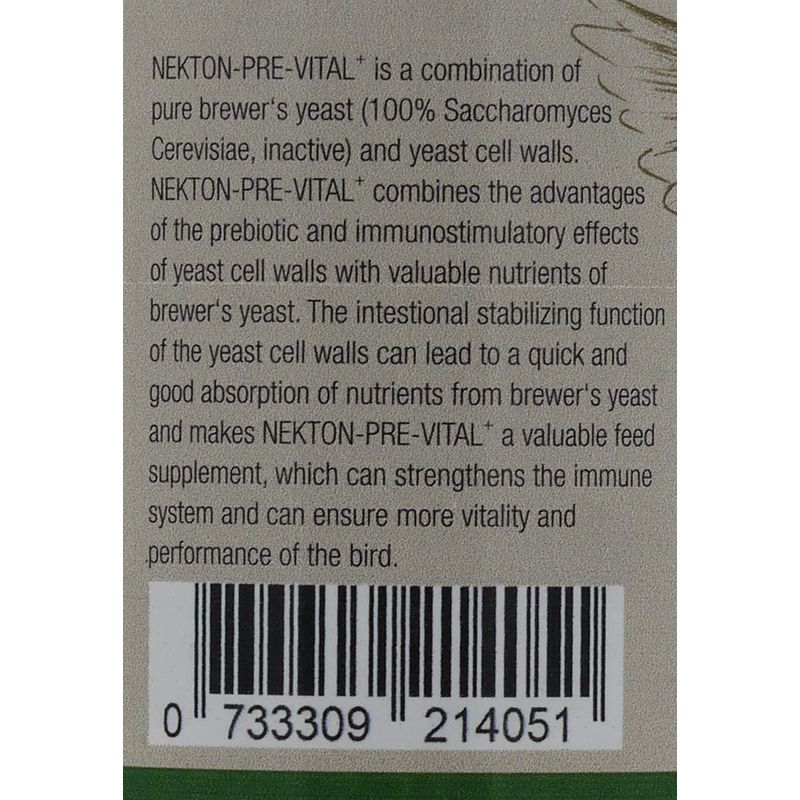 NEKTON-PRE-VITAL⁺ is a combination of
pure brewer's yeast (100% Saccharomyces
Cerevisiae, inactive) and yeast cell walls.
NEKTON-PRE-VITAL⁺ combines the advantages
of the prebiotic and immunostimulatory effects
of yeast cell walls with valuable nutrients of
brewer's yeast. The intestional stabilizing function
of the yeast cell walls can lead to a quick and
good absorption of nutrients from brewer's yeast
and makes NEKTON-PRE-VITAL⁺ a valuable feed
supplement, which can strengthens the immune
system and can ensure more vitality and
performance of the bird.
0 733309 214051